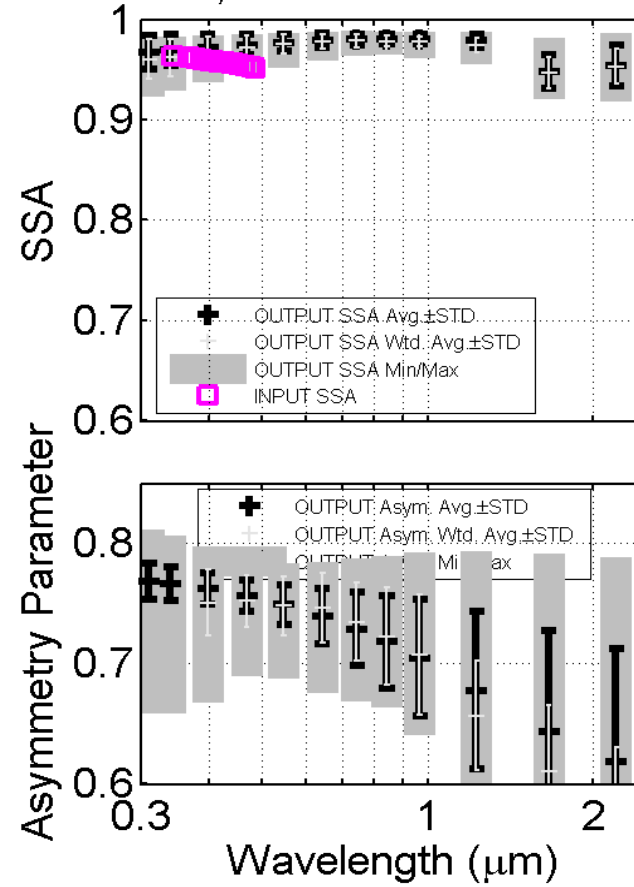 1
0.9
SSA
0.8
0.7
0.6
OUTPUT SSA Avg.±STD
OUTPUT SSA Wtd. Avg.±STD
OUTPUT SSA Min/Max
INPUT SSA
Asymmetry Parameter
0.8
0.7
0.6
OUTPUT Asym. Avg.±STD
OUTPUT Asym. Wtd. Avg.±STD
0.3
1
2
Wavelength (μm)